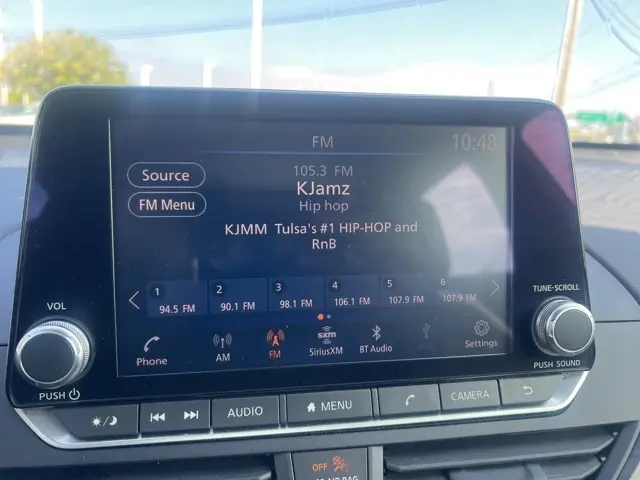 FM
10:48
Source
105.3 FM
KJamz
FM Menu
Hip hop
KJMM Tulsa's #1 HIP-HOP and
RnB
1 2 3 4 5 6
94.5 FM 90.1 FM 98.1 FM 106.1 FM 107.9 FM 107.9 FM
VOL
TUNE·SCROLL
Phone
AM
FM
sxm
SiriusXM
BT Audio
Settings
PUSH
PUSH SOUND
AUDIO
MENU
CAMERA
OFF